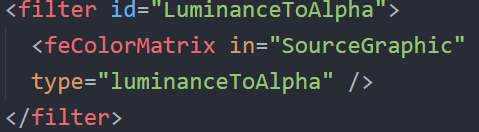 <filter id="LuminanceToAlpha">
<feColorMatrix in="SourceGraphic"
type="luminanceToAlpha" />
</filter>